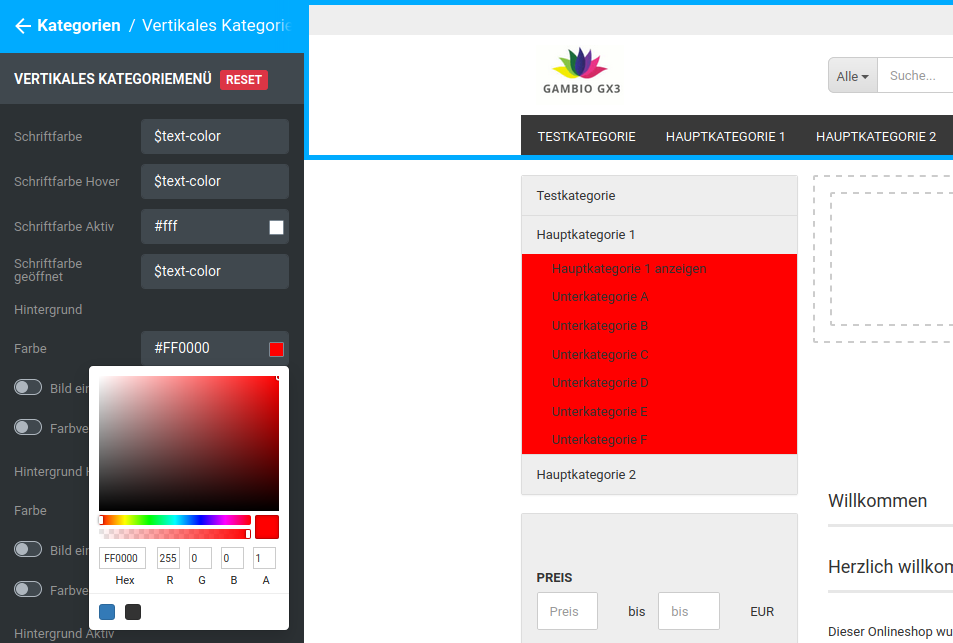 Kategorien / Vertikales Kategorie
VERTIKALES KATEGORIEMENÜ RESET
Schriftfarbe $text-color
Schriftfarbe Hover $text-color
Schriftfarbe Aktiv #fff
Schriftfarbe
geöffnet $text-color
Hintergrund
Farbe #FF0000
Bild ein
Farbve
Hintergrund H
Farbe
Bild ein
Farbve
Hintergrund Aktiv
FF0000 255 0 0 1
Hex R G B A
GAMBIO GX3
Alle Suche...
TESTKATEGORIE HAUPTKATEGORIE 1 HAUPTKATEGORIE 2
Testkategorie
Hauptkategorie 1
Hauptkategorie 1 anzeigen
Unterkategorie A
Unterkategorie B
Unterkategorie C
Unterkategorie D
Unterkategorie E
Unterkategorie F
Hauptkategorie 2
PREIS
Preis bis bis EUR
Willkommen
Herzlich willkom
Dieser Onlineshop wu